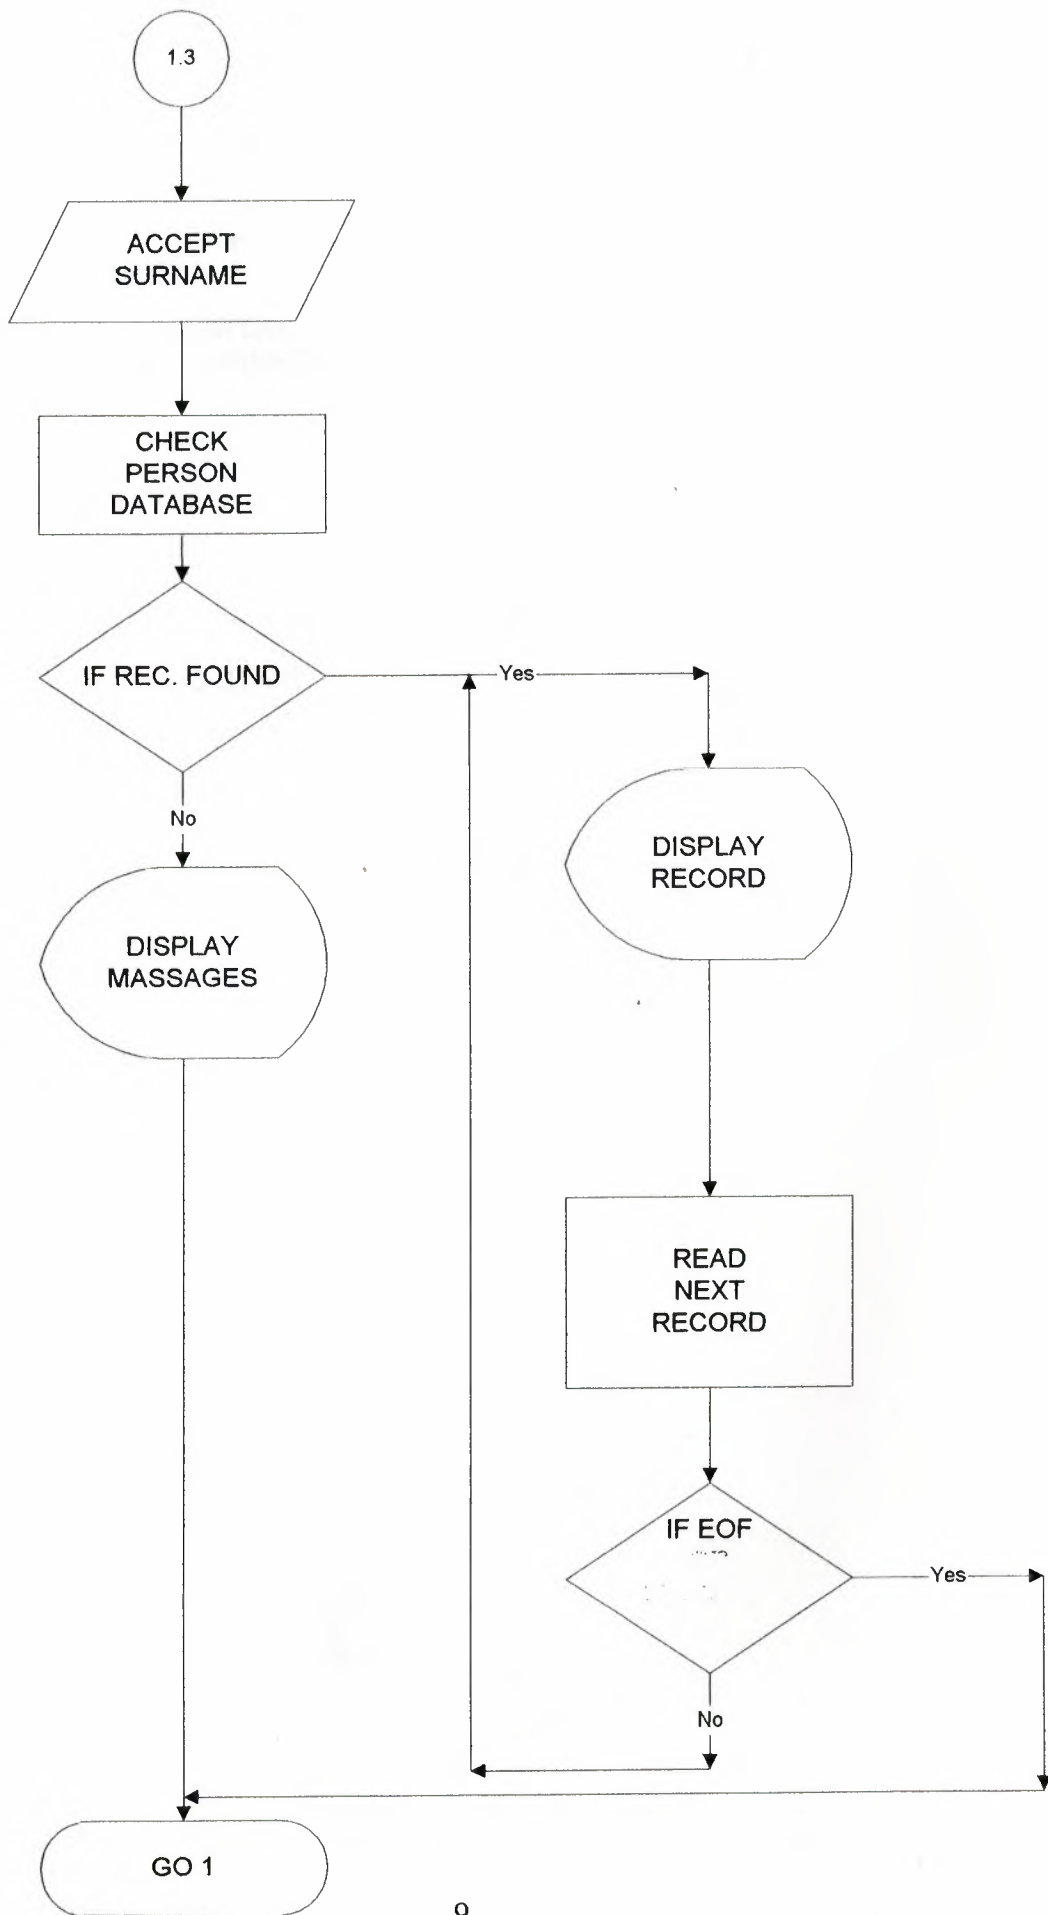 1.3
ACCEPT
SURNAME
CHECK
PERSON
DATABASE
IF REC. FOUND
Yes
No
DISPLAY
RECORD
DISPLAY
MASSAGES
READ
NEXT
RECORD
IF EOF
Yes
No
GO 1
9